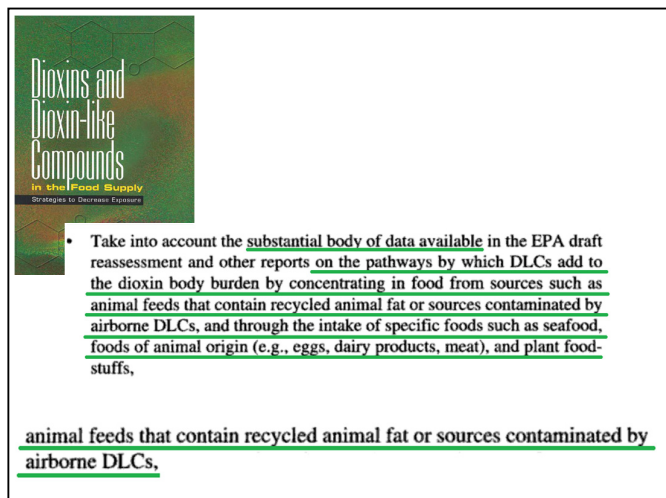 Dioxins and
Dioxin-like
Compounds
in the Food Supply
Strategies to Decrease Exposure
• Take into account the substantial body of data available in the EPA draft
reassessment and other reports on the pathways by which DLCs add to
the dioxin body burden by concentrating in food from sources such as
animal feeds that contain recycled animal fat or sources contaminated by
airborne DLCs, and through the intake of specific foods such as seafood,
foods of animal origin (e.g., eggs, dairy products, meat), and plant food-
stuffs,
animal feeds that contain recycled animal fat or sources contaminated by
airborne DLCs,